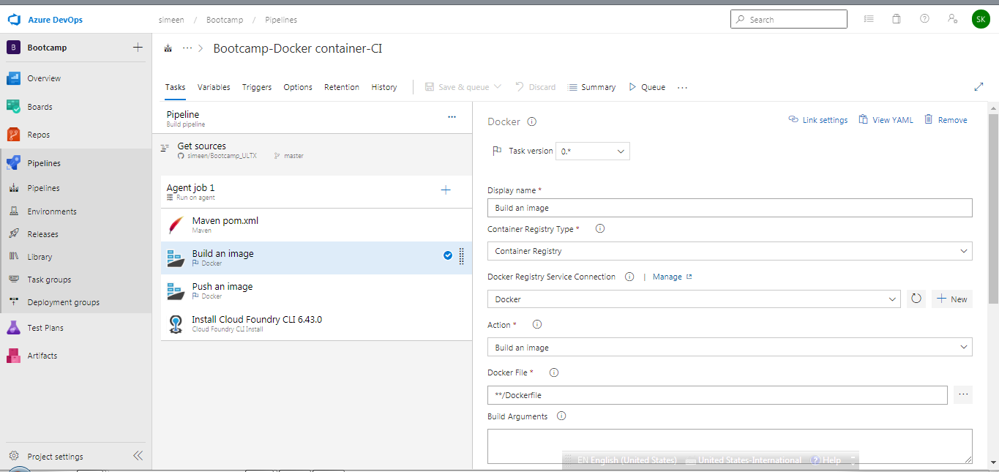 Azure DevOps
simeen / Bootcamp / Pipelines
Search
SK
B Bootcamp
Overview
Boards
Repos
Pipelines
Pipelines
Environments
Releases
Library
Task groups
Deployment groups
Test Plans
Artifacts
Project settings
··· > Bootcamp-Docker container-CI
Tasks Variables Triggers Options Retention History Save & queue Discard Summary Queue ···
Pipeline ···
Build pipeline
Get sources
simeen/Bootcamp_ULTX master
Agent job 1
Run on agent
Maven pom.xml
Maven
Build an image
Docker
Push an image
Docker
Install Cloud Foundry CLI 6.43.0
Cloud Foundry CLI Install
Docker Link settings View YAML Remove
Task version 0.*
Display name *
Build an image
Container Registry Type *
Container Registry
Docker Registry Service Connection | Manage
Docker New
Action *
Build an image
Docker File *
**/Dockerfile ···
Build Arguments
EN English (United States) United States-International Help